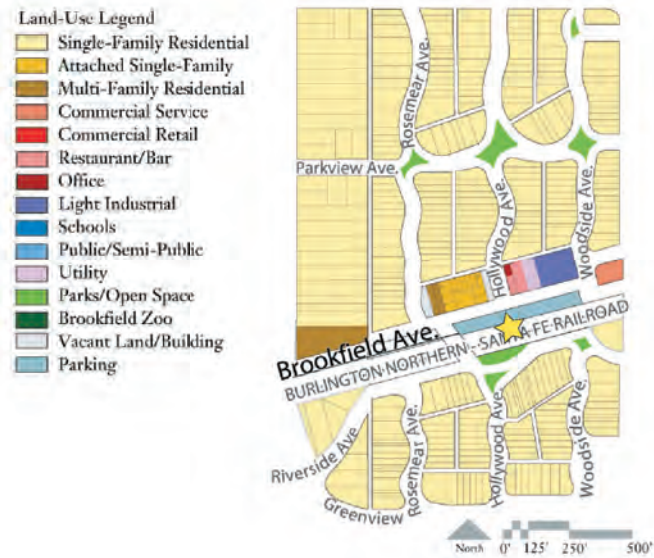 Land-Use Legend
Single-Family Residential
Attached Single-Family
Multi-Family Residential
Commercial Service
Commercial Retail
Restaurant/Bar
Office
Light Industrial
Schools
Public/Semi-Public
Utility
Parks/Open Space
Brookfield Zoo
Vacant Land/Building
Parking
Rosemear Ave.
Parkview Ave.
Hollywood Ave.
Woodside Ave.
Brookfield Ave.
BURLINGTON NORTHERN - SANTA FE RAILROAD
Riverside Ave
Rosemear Ave.
Hollywood Ave
Woodside Ave.
Greenview
North 0' 125' 250' 500'